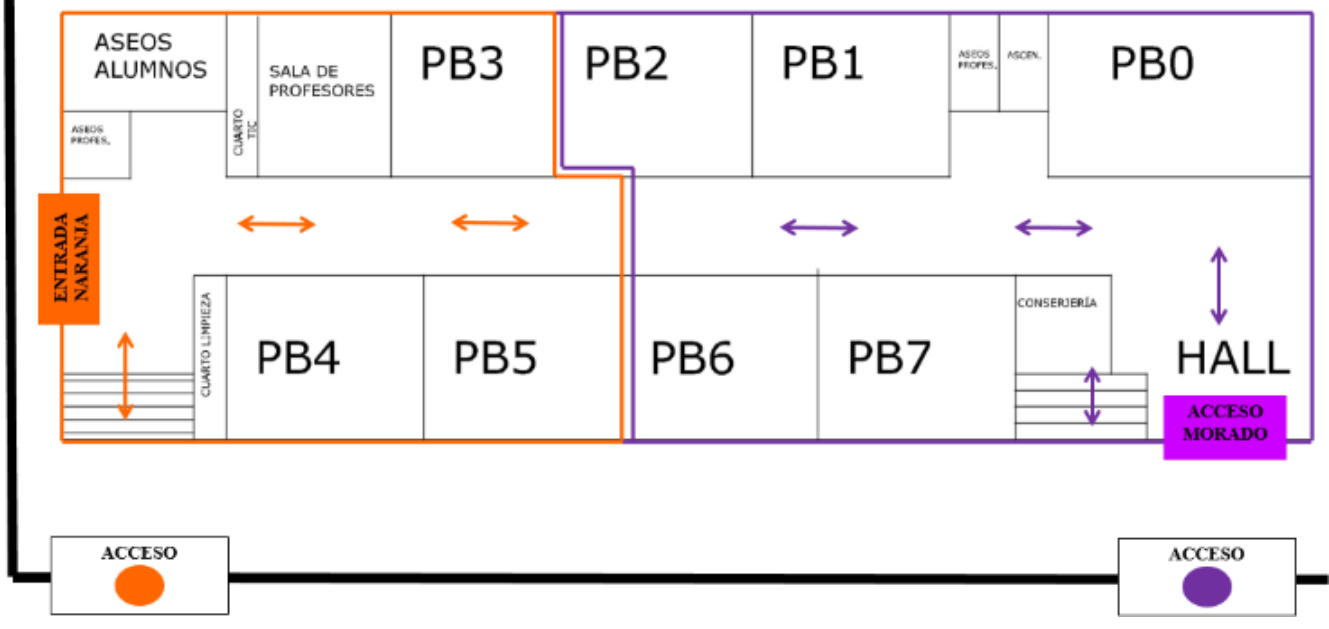 ASEOS
ALUMNOS
CUARTO
TIC
SALA DE
PROFESORES
PB3
PB2
PB1
ASEOS
PROFES.
ASCEN.
PB0
ASEOS
PROFES.
ENTRADA
NARANJA
CUARTO LIMPIEZA
PB4
PB5
PB6
PB7
CONSERJERÍA
HALL
ACCESO
MORADO
ACCESO
ACCESO